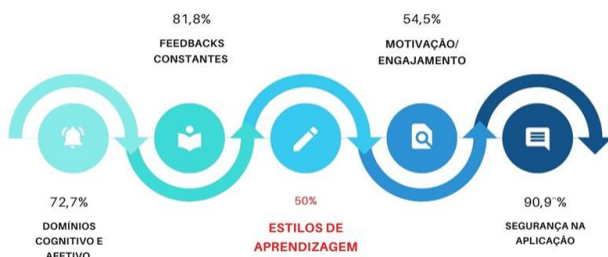 81,8%
FEEDBACKS
CONSTANTES
54,5%
MOTIVAÇÃO/
ENGAJAMENTO
72,7%
DOMÍNIOS
COGNITIVO E
AFETIVO
50%
ESTILOS DE
APRENDIZAGEM
90,9¨%
SEGURANÇA NA
APLICAÇÃO